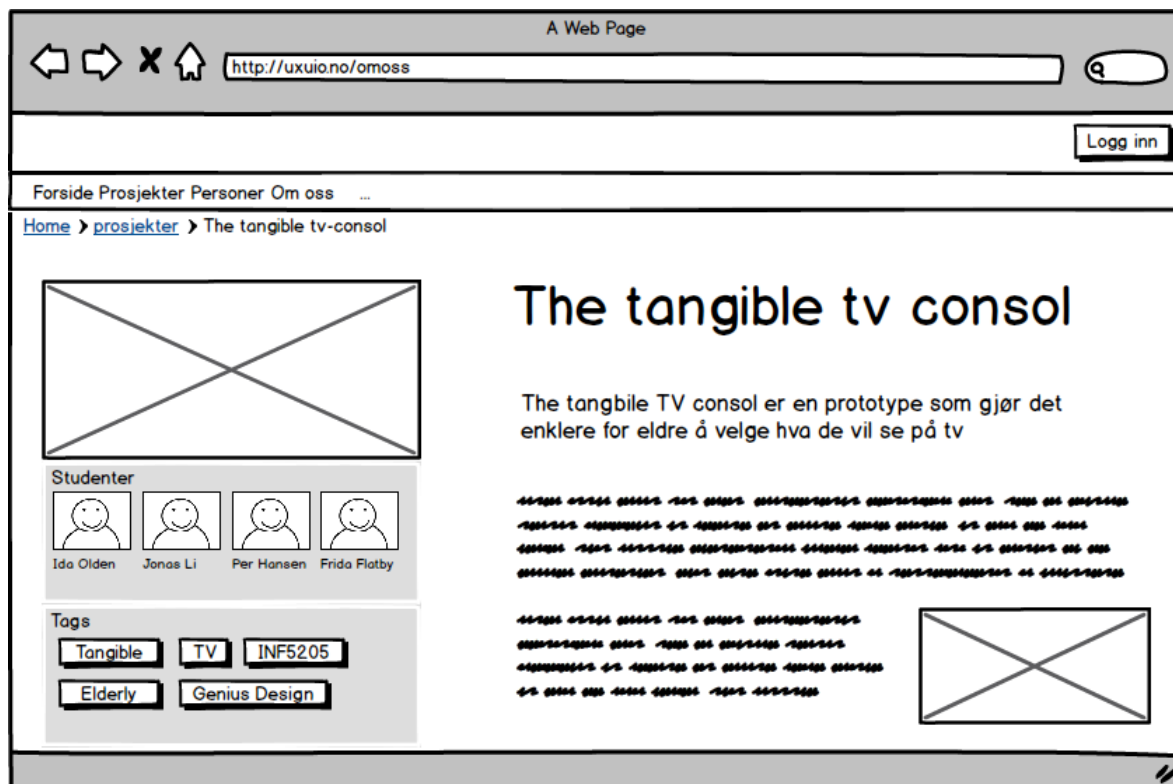 A Web Page
http://uxuio.no/omoss
Logg inn
Forside Prosjekter Personer Om oss ...
Home > prosjekter > The tangible tv-consol
The tangible tv consol
The tangbile TV consol er en prototype som gjør det
enklere for eldre å velge hva de vil se på tv
Studenter
Ida Olden Jonas Li Per Hansen Frida Flatby
Tags
Tangible TV INF5205
Elderly Genius Design